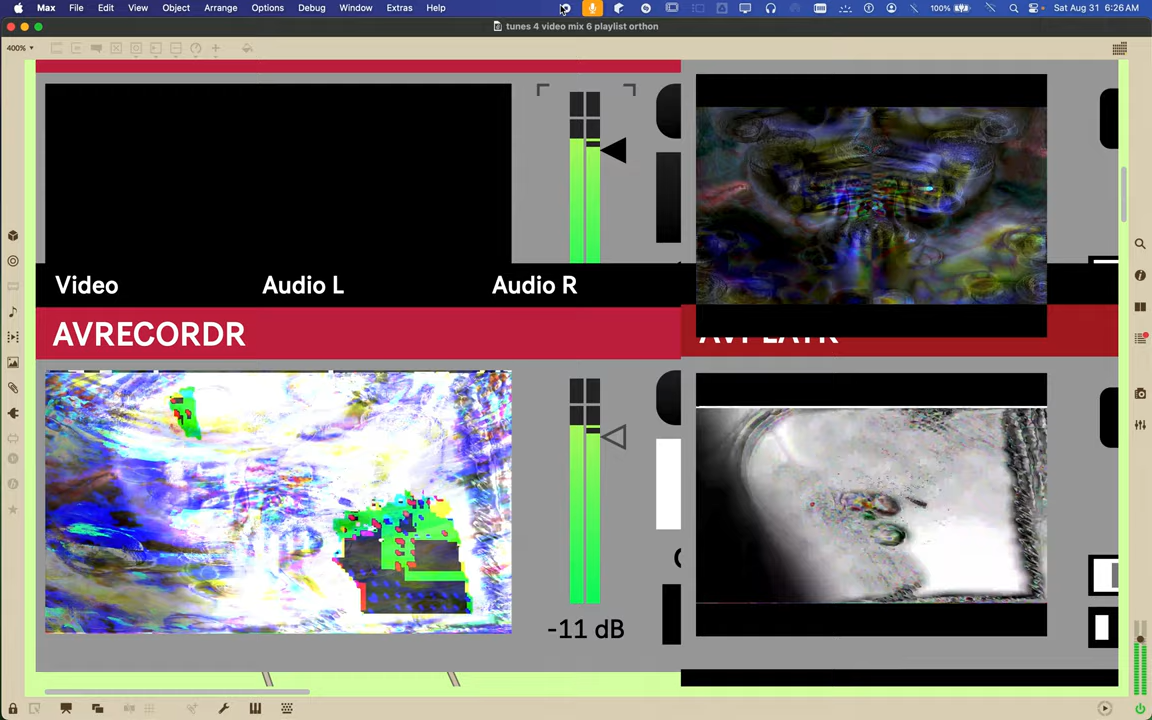 Max File Edit View Object Arrange Options Debug Window Extras Help 100% Sat Aug 31 6:26 AM
tunes 4 video mix 6 playlist orthon
400%
Video Audio L Audio R
AVRECORDR
AVPLAYR
-11 dB